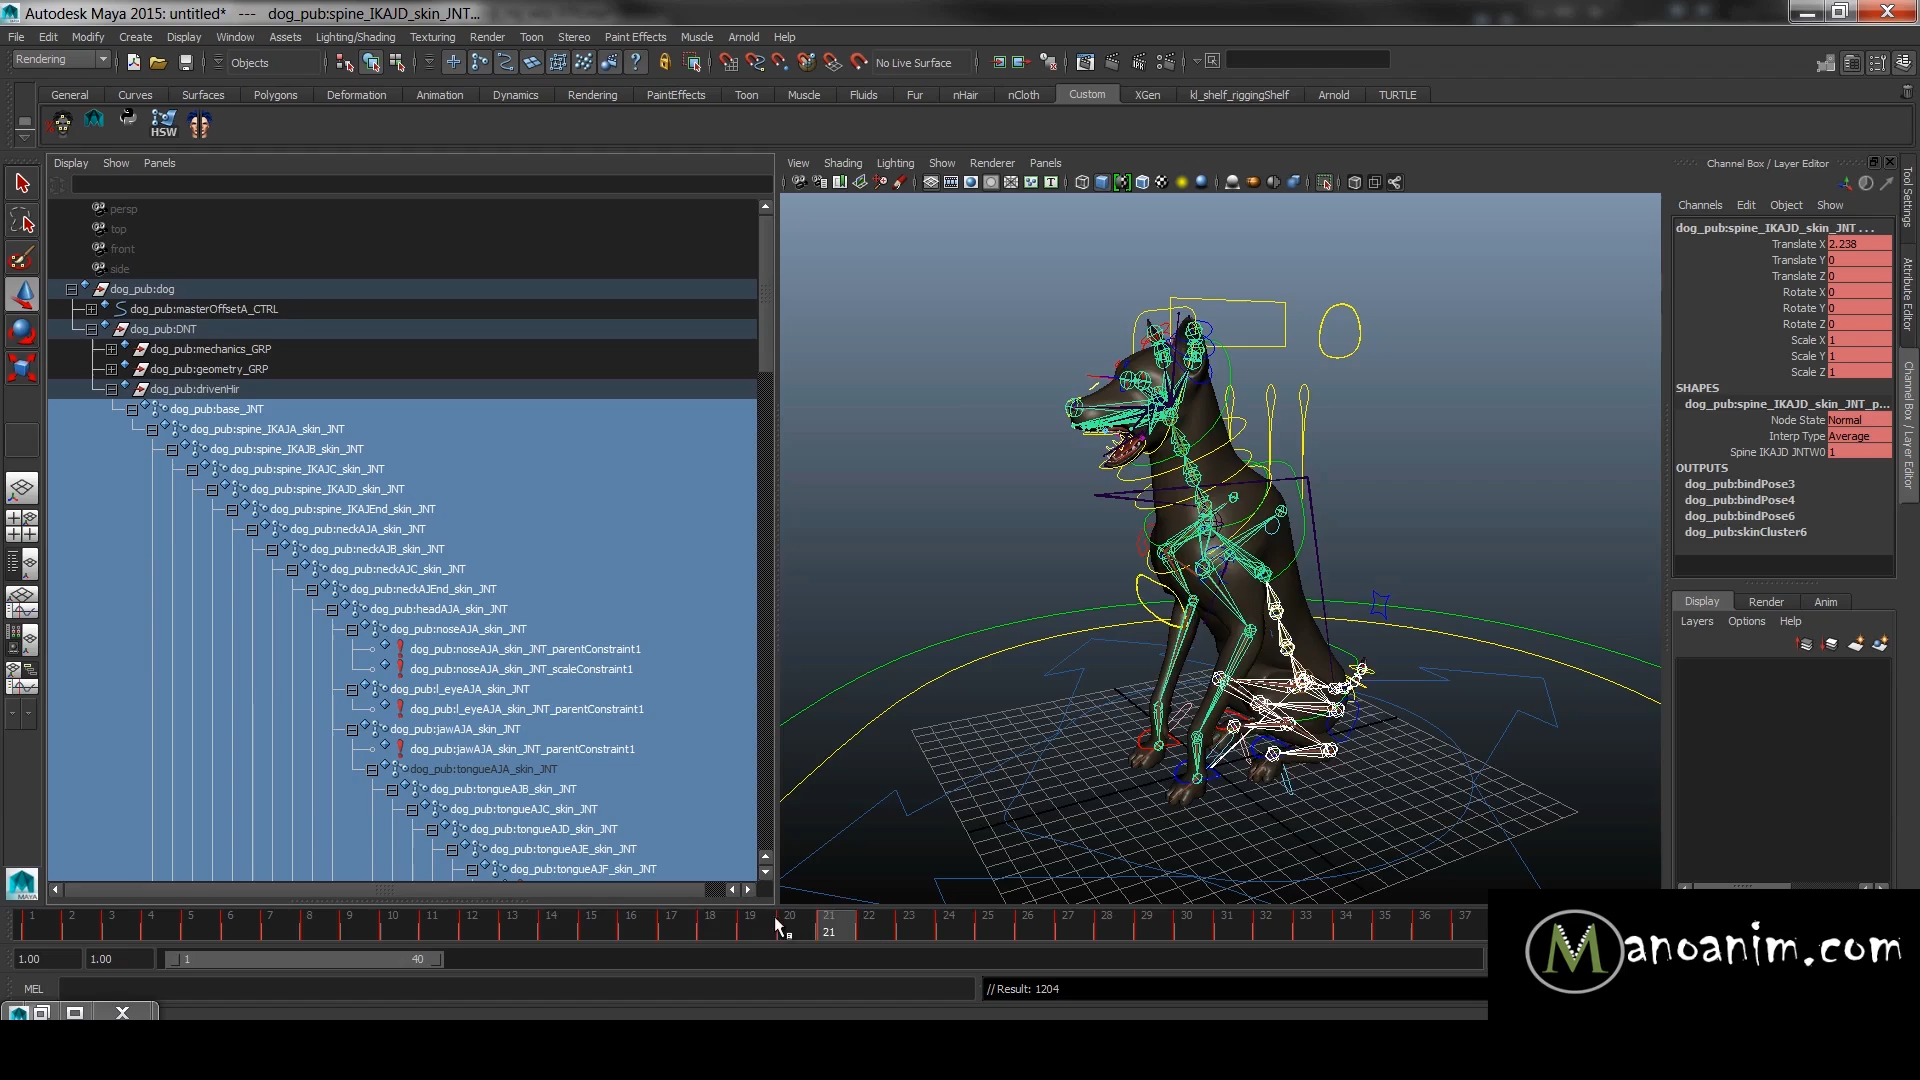 Autodesk Maya 2015: untitled* --- dog_pub:spine_IKAJD_skin_JNT...
File Edit Modify Create Display Window Assets Lighting/Shading Texturing Render Toon Stereo Paint Effects Muscle Arnold Help
Rendering Objects No Live Surface
General Curves Surfaces Polygons Deformation Animation Dynamics Rendering PaintEffects Toon Muscle Fluids Fur nHair nCloth Custom XGen kl_shelf_riggingShelf Arnold TURTLE
HSW
Display Show Panels
persp
top
front
side
dog_pub:dog
dog_pub:masterOffsetA_CTRL
dog_pub:DNT
dog_pub:mechanics_GRP
dog_pub:geometry_GRP
dog_pub:drivenHir
dog_pub:base_JNT
dog_pub:spine_IKAJA_skin_JNT
dog_pub:spine_IKAJB_skin_JNT
dog_pub:spine_IKAJC_skin_JNT
dog_pub:spine_IKAJD_skin_JNT
dog_pub:spine_IKAJEnd_skin_JNT
dog_pub:neckAJA_skin_JNT
dog_pub:neckAJB_skin_JNT
dog_pub:neckAJC_skin_JNT
dog_pub:neckAJEnd_skin_JNT
dog_pub:headAJA_skin_JNT
dog_pub:noseAJA_skin_JNT
dog_pub:noseAJA_skin_JNT_parentConstraint1
dog_pub:noseAJA_skin_JNT_scaleConstraint1
dog_pub:l_eyeAJA_skin_JNT
dog_pub:l_eyeAJA_skin_JNT_parentConstraint1
dog_pub:jawAJA_skin_JNT
dog_pub:jawAJA_skin_JNT_parentConstraint1
dog_pub:tongueAJA_skin_JNT
dog_pub:tongueAJB_skin_JNT
dog_pub:tongueAJC_skin_JNT
dog_pub:tongueAJD_skin_JNT
dog_pub:tongueAJE_skin_JNT
dog_pub:tongueAJF_skin_JNT
View Shading Lighting Show Renderer Panels
Channel Box / Layer Editor
Channels Edit Object Show
dog_pub:spine_IKAJD_skin_JNT ...
Translate X 2.238
Translate Y 0
Translate Z 0
Rotate X 0
Rotate Y 0
Rotate Z 0
Scale X 1
Scale Y 1
Scale Z 1
SHAPES
dog_pub:spine_IKAJD_skin_JNT_p...
Node State Normal
Interp Type Average
Spine IKAJD JNTW0 1
OUTPUTS
dog_pub:bindPose3
dog_pub:bindPose4
dog_pub:bindPose6
dog_pub:skinCluster6
Display Render Anim
Layers Options Help
Tool Settings
Attribute Editor
Channel Box / Layer Editor
MAYA
1 2 3 4 5 6 7 8 9 10 11 12 13 14 15 16 17 18 19 20 21 22 23 24 25 26 27 28 29 30 31 32 33 34 35 36 37
21
1.00 1.00 1 40
MEL // Result: 1204
Manoanim.com